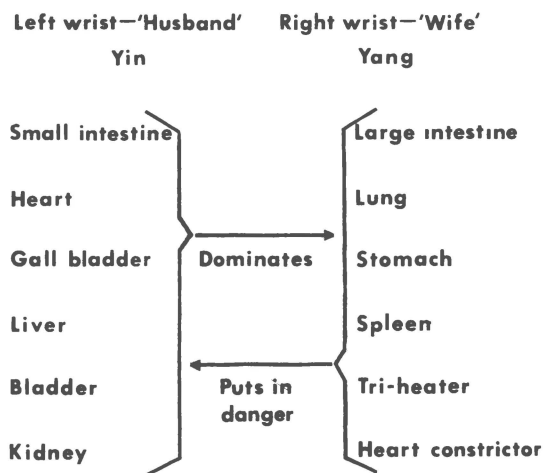 Left wrist—'Husband' Right wrist—'Wife'
Yin Yang
Small intestine Large intestine
Heart Lung
Dominates
Gall bladder Stomach
Liver Spleen
Puts in
danger
Bladder Tri-heater
Kidney Heart constrictor